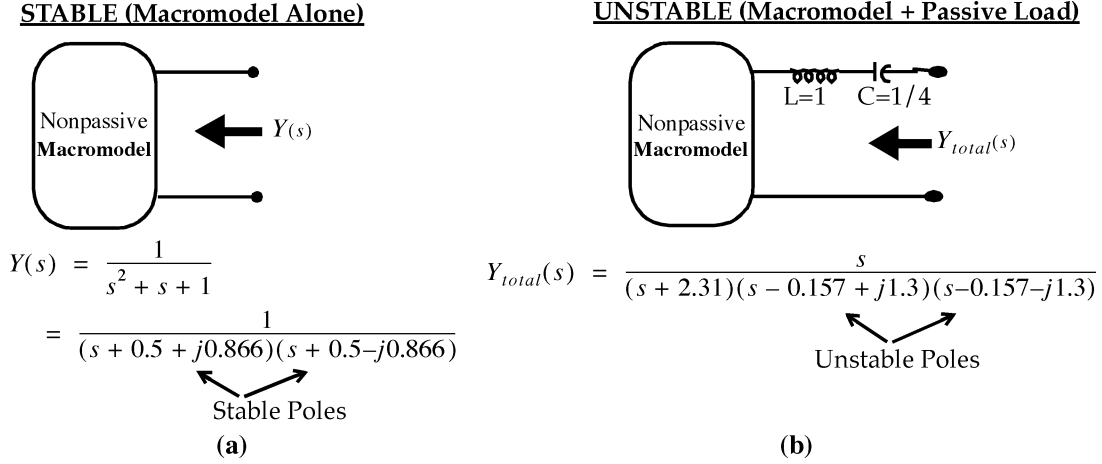 STABLE (Macromodel Alone)
Nonpassive
Macromodel
Y(s)
Y(s) = 1 / (s² + s + 1)
= 1 / ((s + 0.5 + j0.866)(s + 0.5–j0.866))
Stable Poles
(a)
UNSTABLE (Macromodel + Passive Load)
L=1 C=1/4
Nonpassive
Macromodel
Y_total(s)
Y_total(s) = s / ((s + 2.31)(s – 0.157 + j1.3)(s–0.157–j1.3))
Unstable Poles
(b)